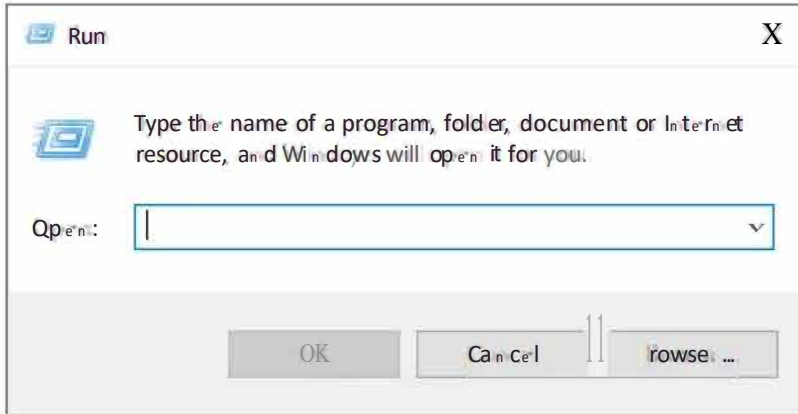 Run X
Type the name of a program, folder, document or Internet
resource, and Windows will open it for you.
Qpen:
OK Cancel rowse. ...